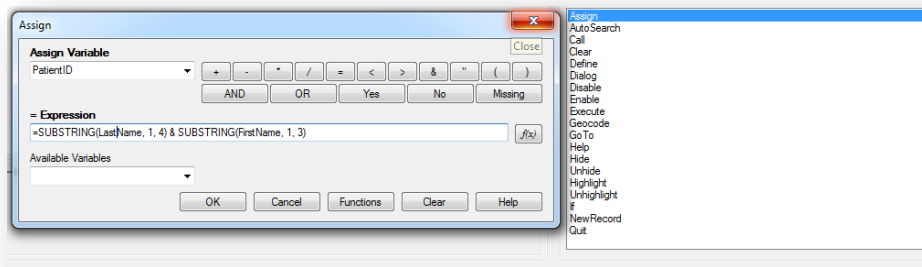 Assign
Close
Assign Variable
PatientID
+ - * / = < > & " ( )
AND OR Yes No Missing
= Expression
=SUBSTRING(LastName, 1, 4) & SUBSTRING(FirstName, 1, 3)
f(x)
Available Variables
OK Cancel Functions Clear Help
Assign
AutoSearch
Call
Clear
Define
Dialog
Disable
Enable
Execute
Geocode
GoTo
Help
Hide
Unhide
Highlight
Unhighlight
If
NewRecord
Quit